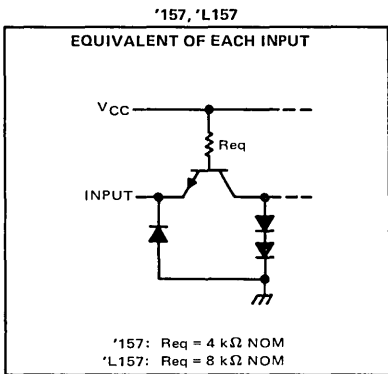 '157, 'L157
EQUIVALENT OF EACH INPUT
VCC
Req
INPUT
'157: Req = 4 kΩ NOM
'L157: Req = 8 kΩ NOM